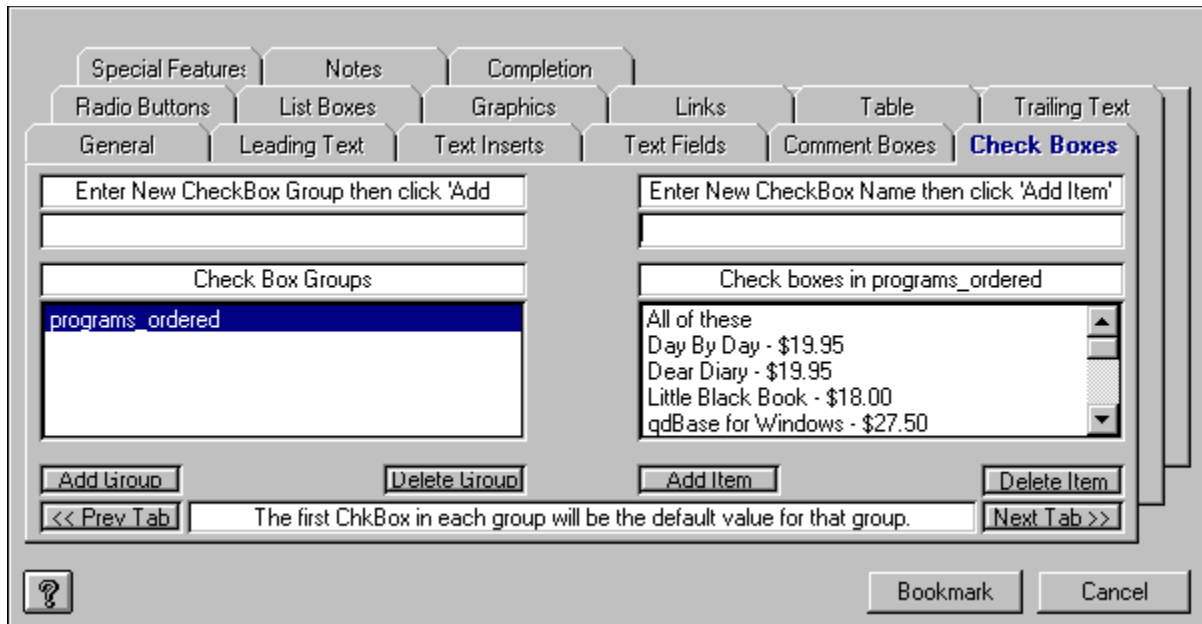 Special Features Notes Completion
Radio Buttons List Boxes Graphics Links Table Trailing Text
General Leading Text Text Inserts Text Fields Comment Boxes Check Boxes
Enter New CheckBox Group then click 'Add Enter New CheckBox Name then click 'Add Item'
Check Box Groups Check boxes in programs_ordered
programs_ordered All of these
Day By Day - $19.95
Dear Diary - $19.95
Little Black Book - $18.00
qdBase for Windows - $27.50
Add Group Delete Group Add Item Delete Item
<< Prev Tab The first ChkBox in each group will be the default value for that group. Next Tab >>
? Bookmark Cancel